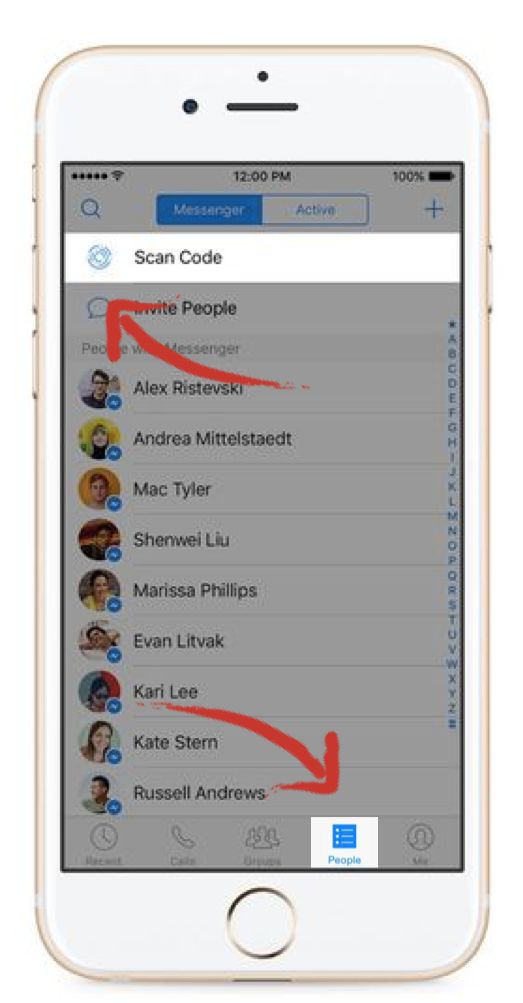 12:00 PM 100%
Messenger Active
Scan Code
Invite People
People with Messenger
Alex Ristevski
Andrea Mittelstaedt
Mac Tyler
Shenwei Liu
Marissa Phillips
Evan Litvak
Kari Lee
Kate Stern
Russell Andrews
A
B
C
D
E
F
G
H
I
J
K
L
M
N
O
P
Q
R
S
T
U
V
W
X
Y
Z
#
Recent Calls Groups People Me